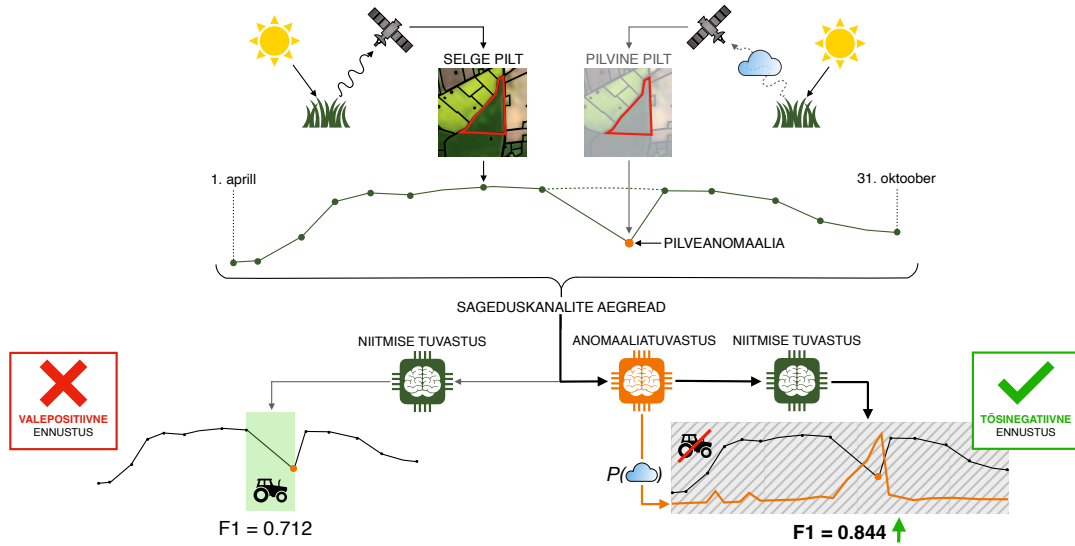 SELGE PILT
PILVINE PILT
1. aprill
31. oktoober
PILVEANOMAALIA
SAGEDUSKANALITE AEGREAD
NIITMISE TUVASTUS
ANOMAALIATUVASTUS
NIITMISE TUVASTUS
VALEPOSITIIVNE
ENNUSTUS
TÕSINEGATIIVNE
ENNUSTUS
P( )
F1 = 0.712
F1 = 0.844